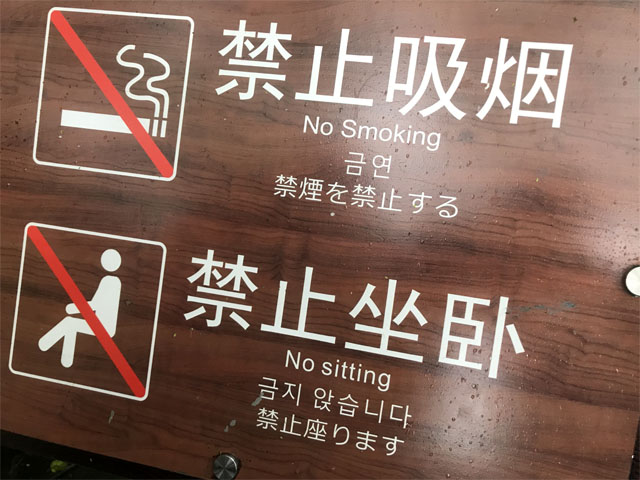 禁止吸烟
No Smoking
금연
禁煙を禁止する
禁止坐卧
No sitting
금지 앉습니다
禁止座ります